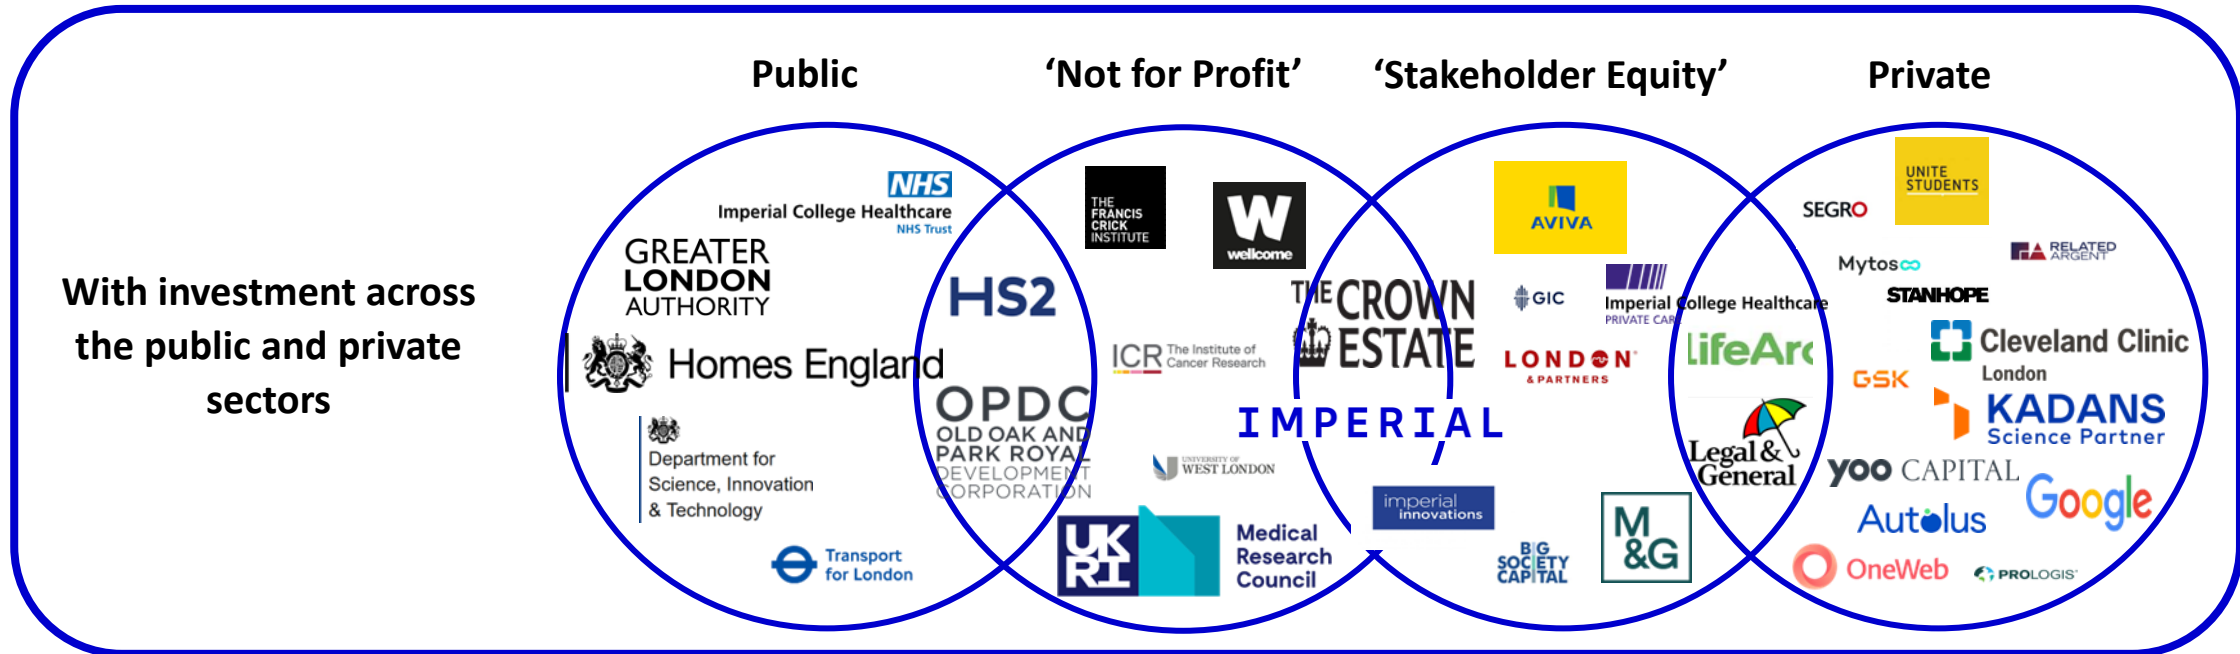 Public
‘Not for Profit’
‘Stakeholder Equity’
Private
With investment across
the public and private
sectors
NHS
Imperial College Healthcare
NHS Trust
GREATER
LONDON
AUTHORITY
Homes England
Department for
Science, Innovation
& Technology
Transport
for London
HS2
OPDC
OLD OAK AND
PARK ROYAL
DEVELOPMENT
CORPORATION
THE
FRANCIS
CRICK
INSTITUTE
W
wellcome
ICR The Institute of
Cancer Research
UNIVERSITY OF
WEST LONDON
UK
RI
Medical
Research
Council
THE CROWN
ESTATE
IMPERIAL
imperial
innovations
AVIVA
GIC
Imperial College Healthcare
PRIVATE CAR
LONDON
& PARTNERS
BIG
SOCIETY
CAPITAL
M
&G
LifeArc
Legal &
General
UNITE
STUDENTS
SEGRO
RELATED
ARGENT
Mytos
STANHOPE
Cleveland Clinic
London
GSK
KADANS
Science Partner
yoo CAPITAL
Google
Autolus
OneWeb
PROLOGIS